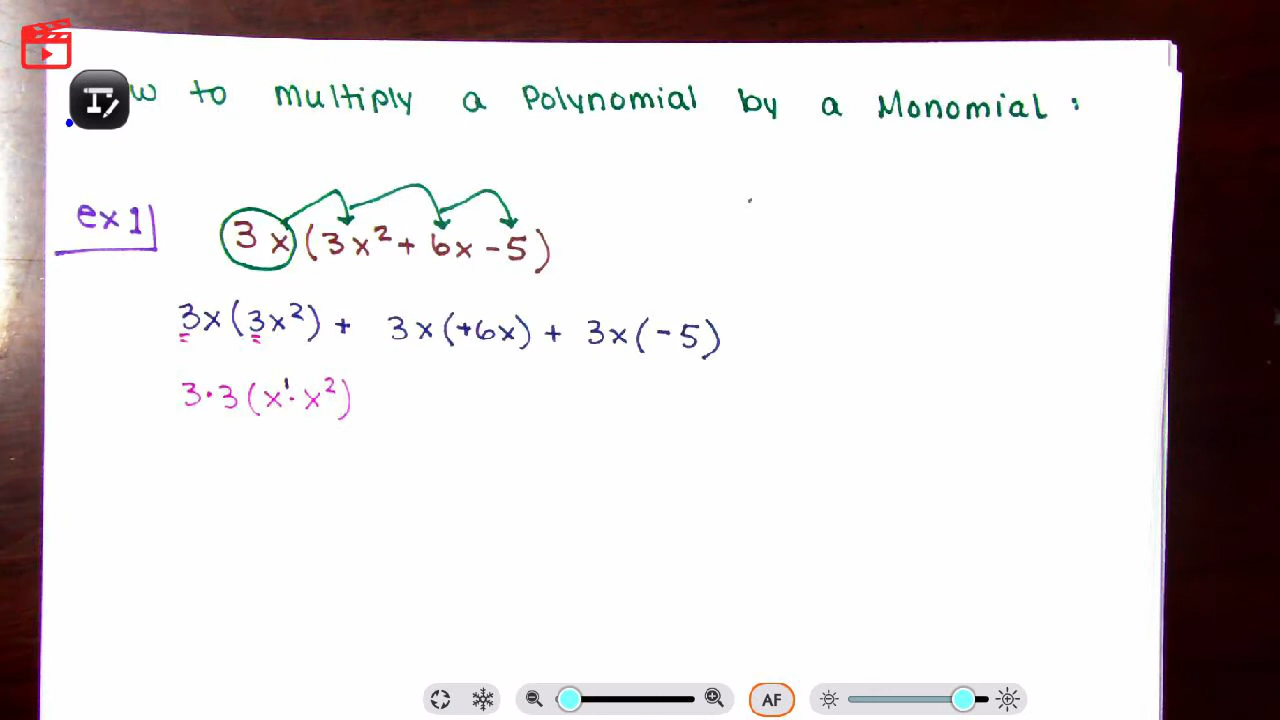 w to multiply a Polynomial by a Monomial:
ex 1
3x(3x²+ 6x -5)
3x(3x²) + 3x(+6x) + 3x(-5)
3·3(x¹·x²)
AF